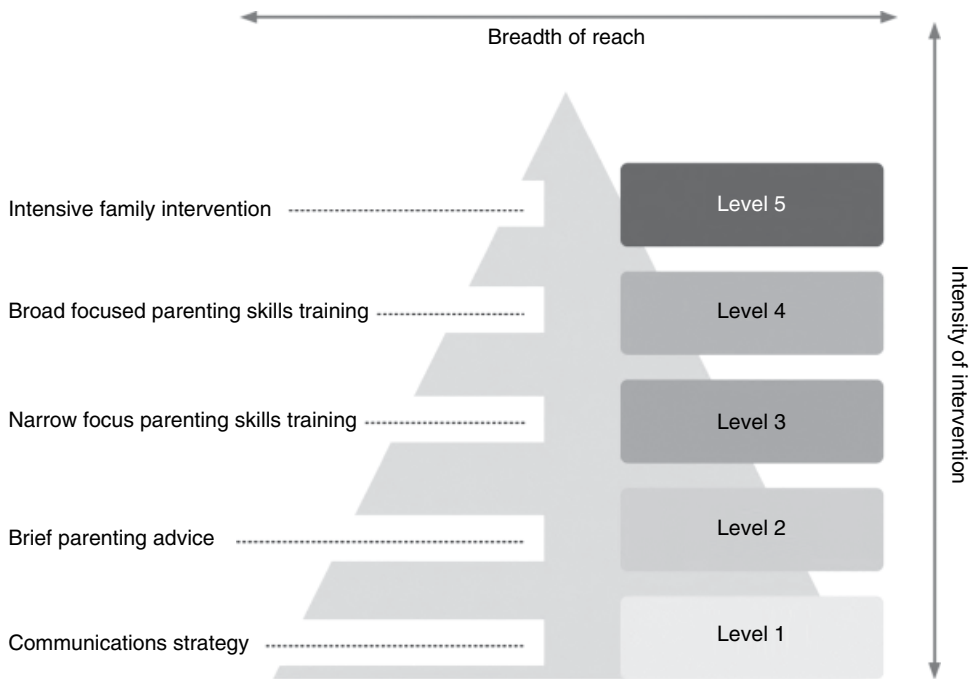 Breadth of reach
Intensive family intervention
Level 5
Broad focused parenting skills training
Level 4
Narrow focus parenting skills training
Level 3
Brief parenting advice
Level 2
Communications strategy
Level 1
Intensity of intervention